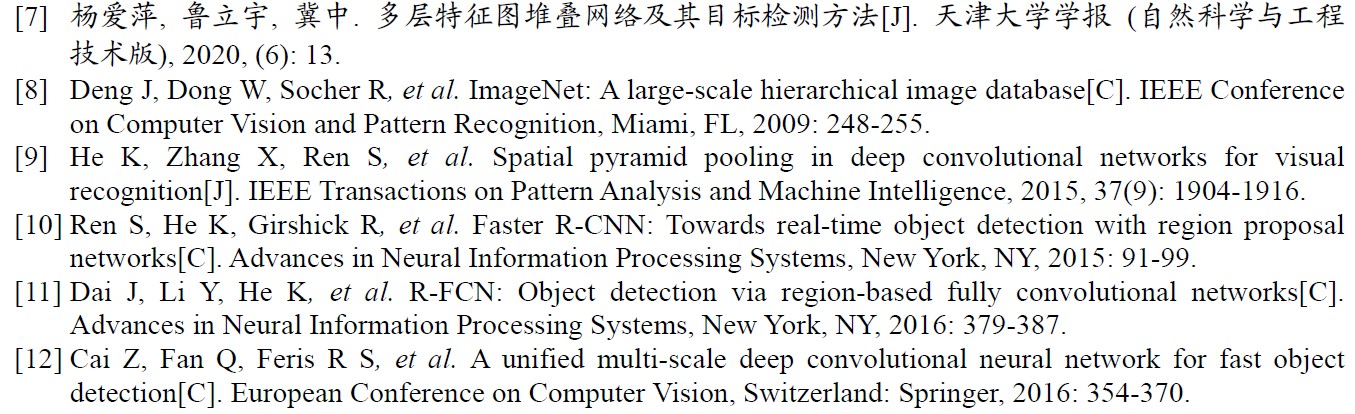 [7] 杨爱萍, 鲁立宇, 冀中. 多层特征图堆叠网络及其目标检测方法[J]. 天津大学学报 (自然科学与工程
技术版), 2020, (6): 13.
[8] Deng J, Dong W, Socher R, et al. ImageNet: A large-scale hierarchical image database[C]. IEEE Conference
on Computer Vision and Pattern Recognition, Miami, FL, 2009: 248-255.
[9] He K, Zhang X, Ren S, et al. Spatial pyramid pooling in deep convolutional networks for visual
recognition[J]. IEEE Transactions on Pattern Analysis and Machine Intelligence, 2015, 37(9): 1904-1916.
[10] Ren S, He K, Girshick R, et al. Faster R-CNN: Towards real-time object detection with region proposal
networks[C]. Advances in Neural Information Processing Systems, New York, NY, 2015: 91-99.
[11] Dai J, Li Y, He K, et al. R-FCN: Object detection via region-based fully convolutional networks[C].
Advances in Neural Information Processing Systems, New York, NY, 2016: 379-387.
[12] Cai Z, Fan Q, Feris R S, et al. A unified multi-scale deep convolutional neural network for fast object
detection[C]. European Conference on Computer Vision, Switzerland: Springer, 2016: 354-370.